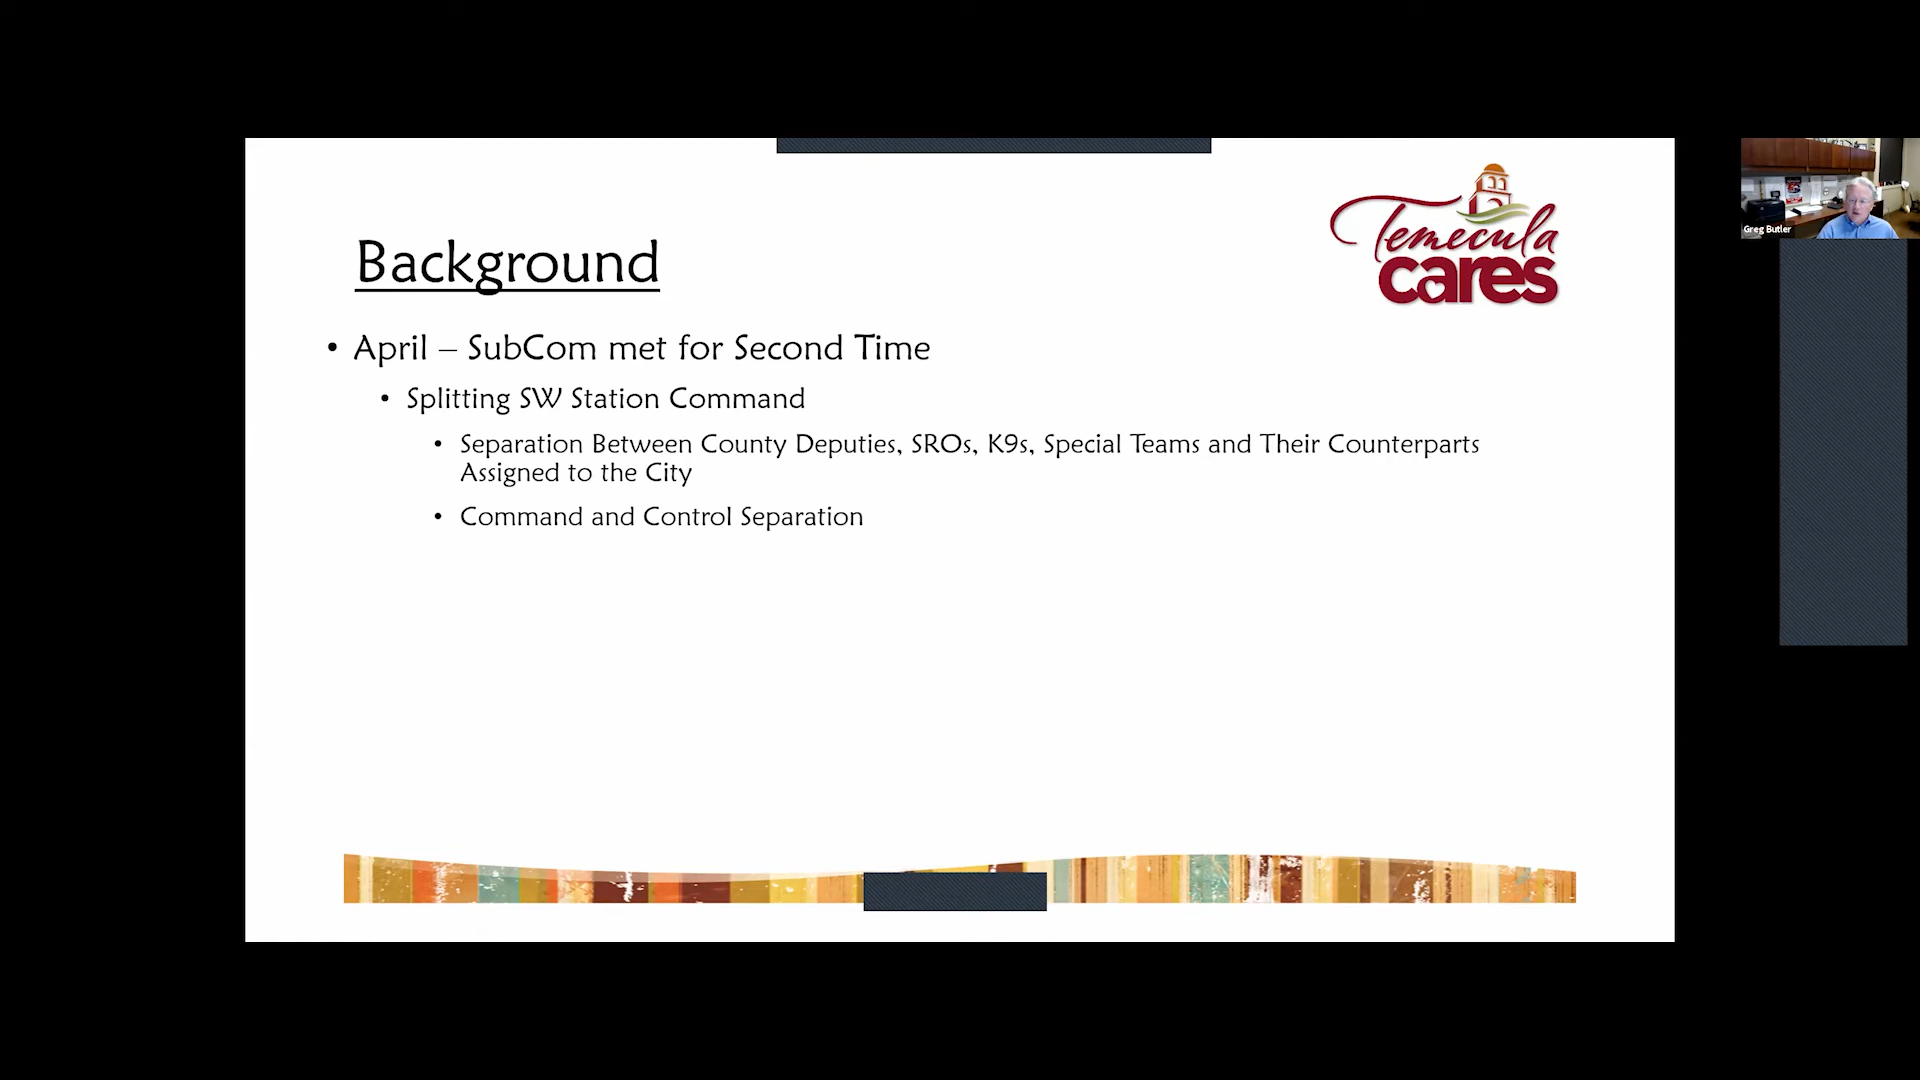 Temecula
cares
Background
• April – SubCom met for Second Time
• Splitting SW Station Command
• Separation Between County Deputies, SROs, K9s, Special Teams and Their Counterparts
Assigned to the City
• Command and Control Separation
Greg Butler